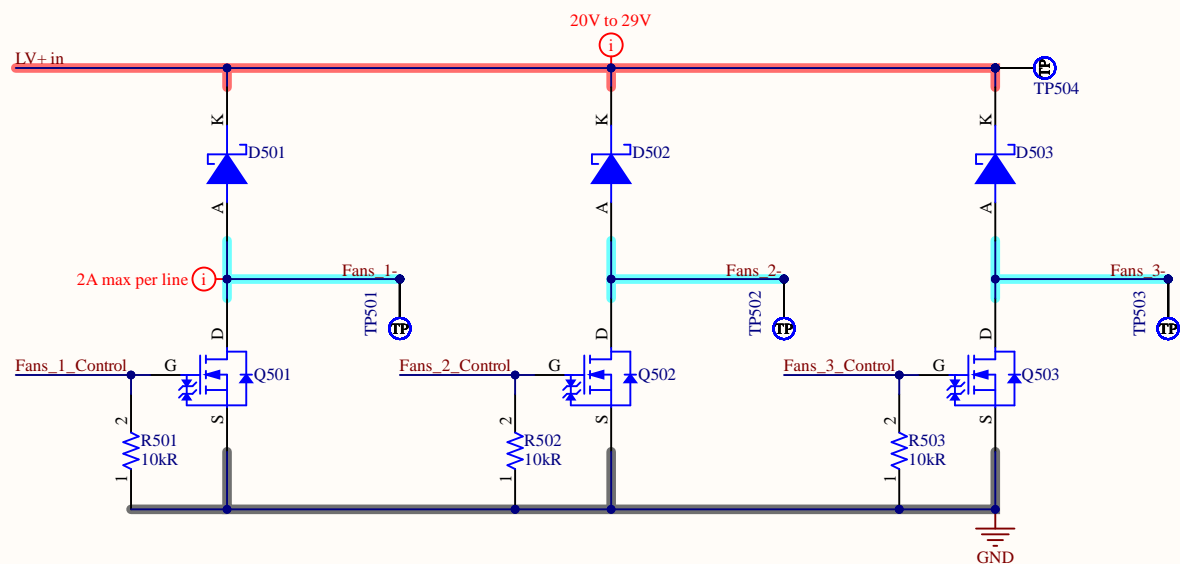 20V to 29V
i
LV+ in
TP
TP504
K
K
K
D501
D502
D503
A
A
A
2A max per line
i
Fans_1-
Fans_2-
Fans_3-
TP501
TP502
TP503
TP
TP
TP
D
D
D
Fans_1_Control
G
Q501
Fans_2_Control
G
Q502
Fans_3_Control
G
Q503
S
S
S
2
R501
10kR
1
2
R502
10kR
1
2
R503
10kR
1
GND